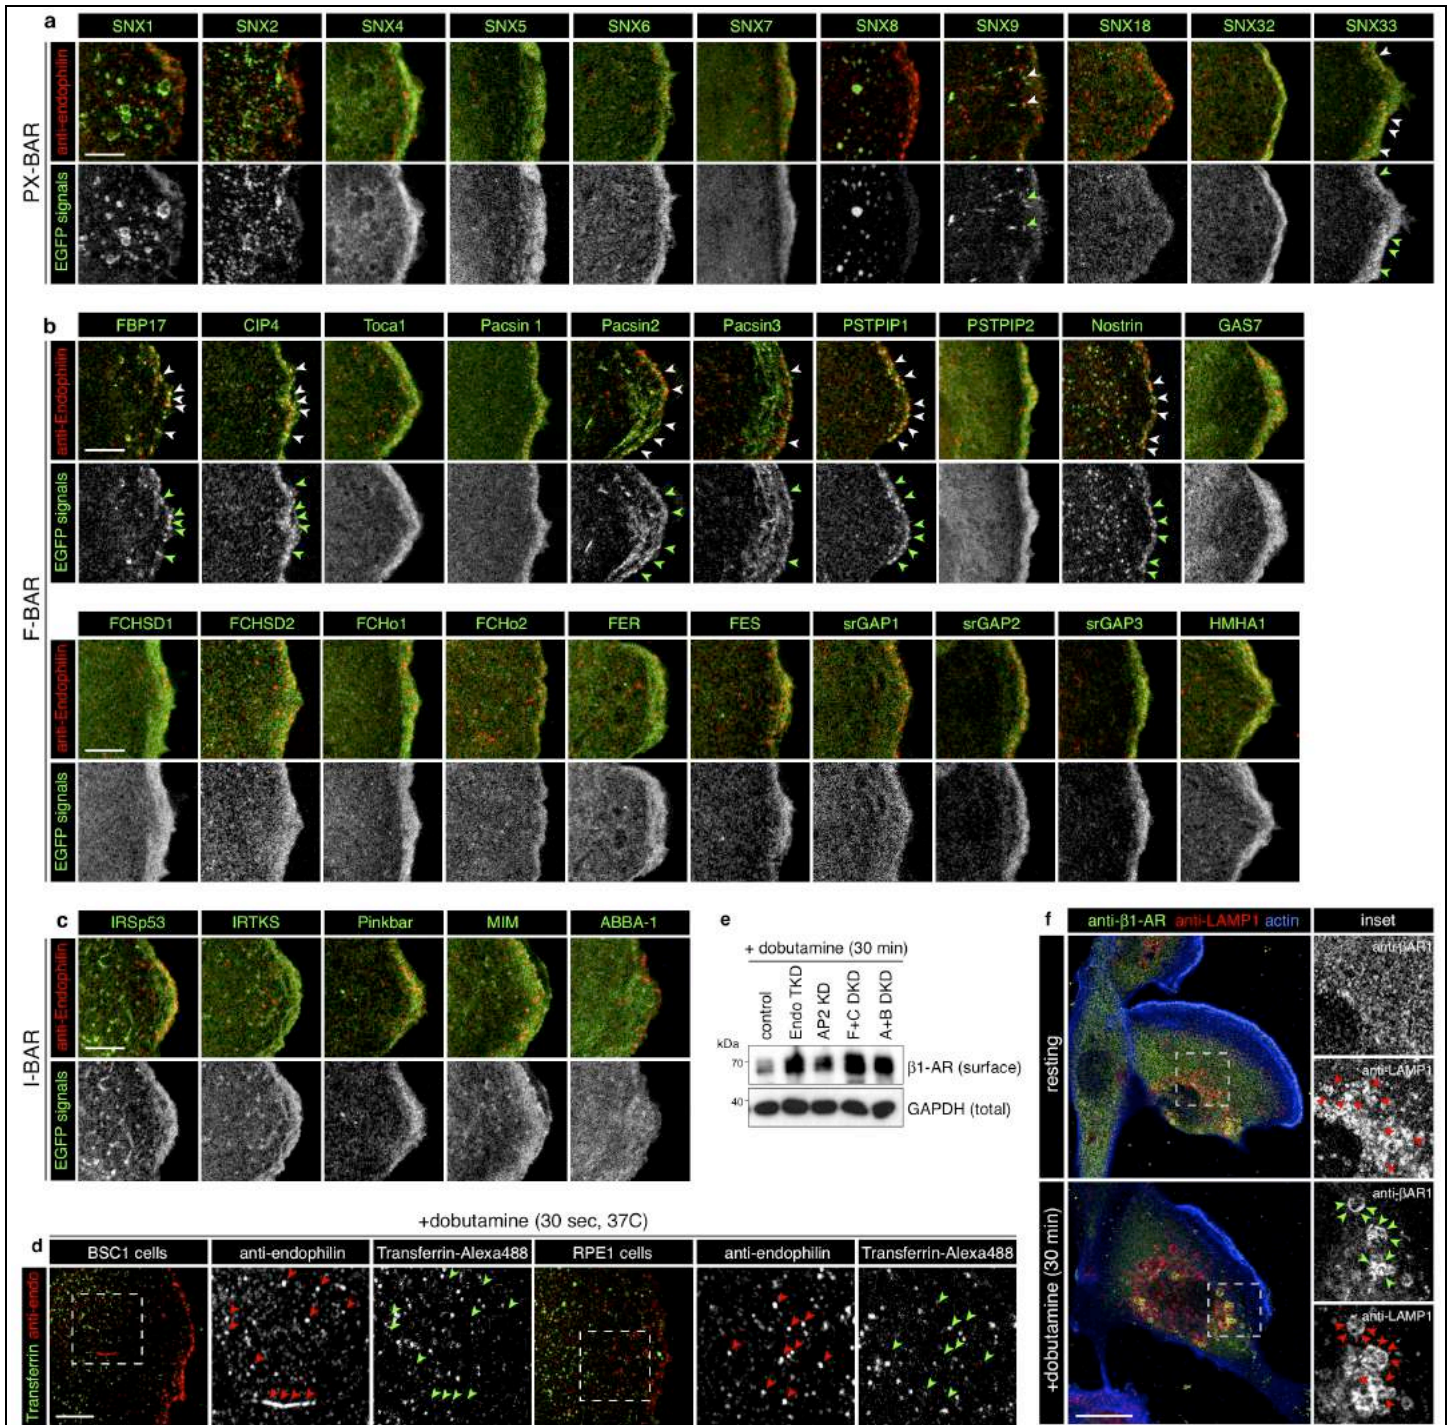 a
SNX1 SNX2 SNX4 SNX5 SNX6 SNX7 SNX8 SNX9 SNX18 SNX32 SNX33
PX-BAR
anti-endophilin
EGFP signals
b
FBP17 CIP4 Toca1 Pacsin 1 Pacsin2 Pacsin3 PSTPIP1 PSTPIP2 Nostrin GAS7
F-BAR
anti-Endophilin
EGFP signals
FCHSD1 FCHSD2 FCHo1 FCHo2 FER FES srGAP1 srGAP2 srGAP3 HMHA1
anti-Endophilin
EGFP signals
c
IRSp53 IRTKS Pinkbar MIM ABBA-1
I-BAR
anti-Endophilin
EGFP signals
e
+ dobutamine (30 min)
control Endo TKD AP2 KD F+C DKD A+B DKD
kDa
70
β1-AR (surface)
40
GAPDH (total)
f
anti-β1-AR anti-LAMP1 actin inset
resting
anti-βAR1
anti-LAMP1
+dobutamine (30 min)
anti-βAR1
anti-LAMP1
+dobutamine (30 sec, 37C)
d
BSC1 cells anti-endophilin Transferrin-Alexa488 RPE1 cells anti-endophilin Transferrin-Alexa488
Transferrin anti-endo